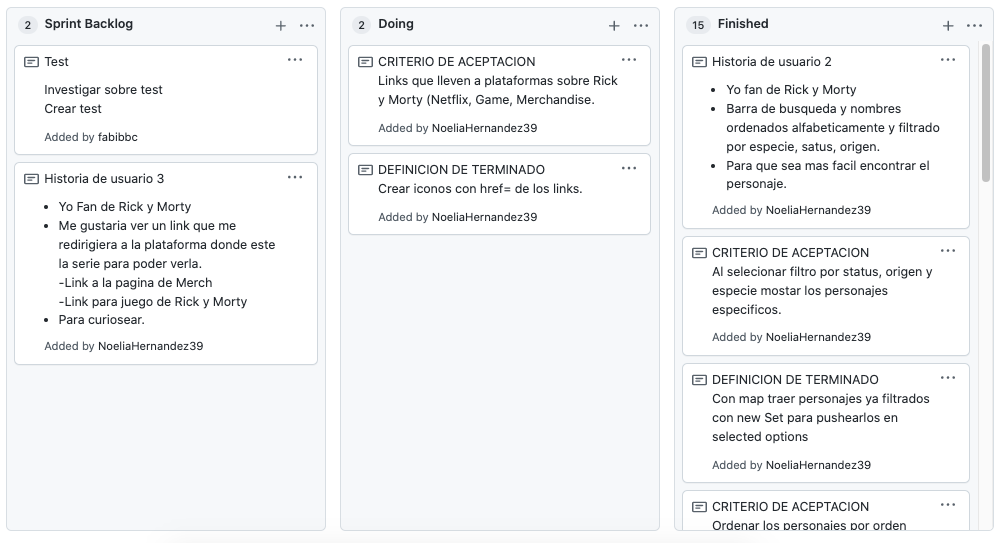 2 Sprint Backlog
Test
Investigar sobre test
Crear test
Added by fabibbc
Historia de usuario 3
Yo Fan de Rick y Morty
Me gustaria ver un link que me
redirigiera a la plataforma donde este
la serie para poder verla.
-Link a la pagina de Merch
-Link para juego de Rick y Morty
Para curiosear.
Added by NoeliaHernandez39
2 Doing
CRITERIO DE ACEPTACION
Links que lleven a plataformas sobre Rick
y Morty (Netflix, Game, Merchandise.
Added by NoeliaHernandez39
DEFINICION DE TERMINADO
Crear iconos con href= de los links.
Added by NoeliaHernandez39
15 Finished
Historia de usuario 2
Yo fan de Rick y Morty
Barra de busqueda y nombres
ordenados alfabeticamente y filtrado
por especie, satus, origen.
Para que sea mas facil encontrar el
personaje.
Added by NoeliaHernandez39
CRITERIO DE ACEPTACION
Al selecionar filtro por status, origen y
especie mostar los personajes
especificos.
Added by NoeliaHernandez39
DEFINICION DE TERMINADO
Con map traer personajes ya filtrados
con new Set para pushearlos en
selected options
Added by NoeliaHernandez39
CRITERIO DE ACEPTACION
Ordenar los personajes por orden